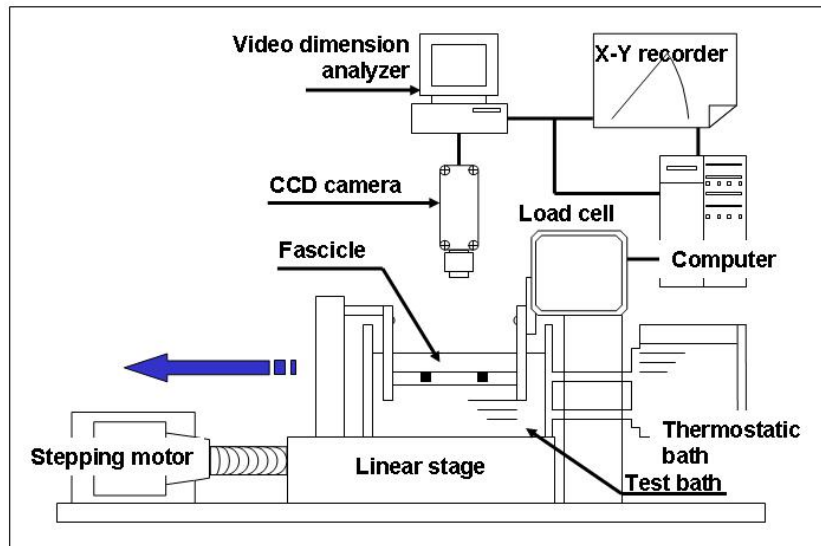 Video dimension
analyzer
X-Y recorder
CCD camera
Load cell
Fascicle
Computer
Stepping motor
Linear stage
Thermostatic
bath
Test bath